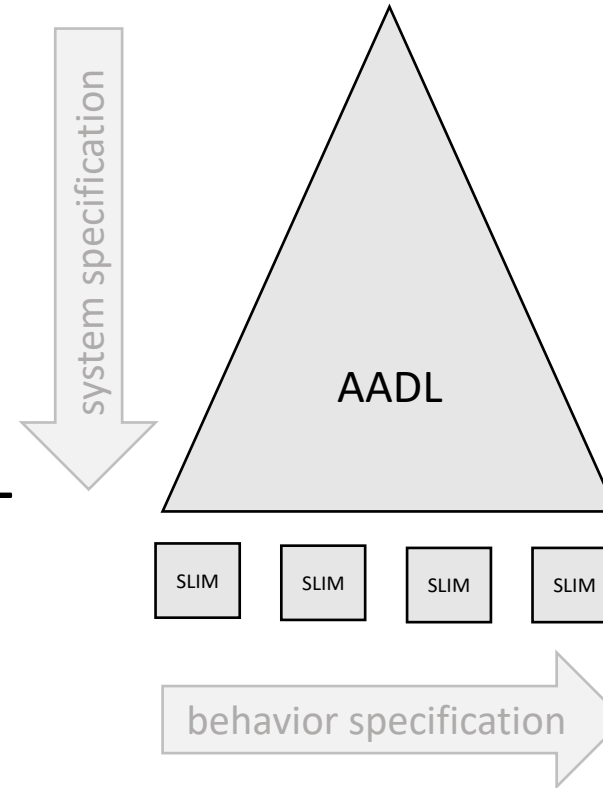 system specification
AADL
SLIM
SLIM
SLIM
SLIM
behavior specification